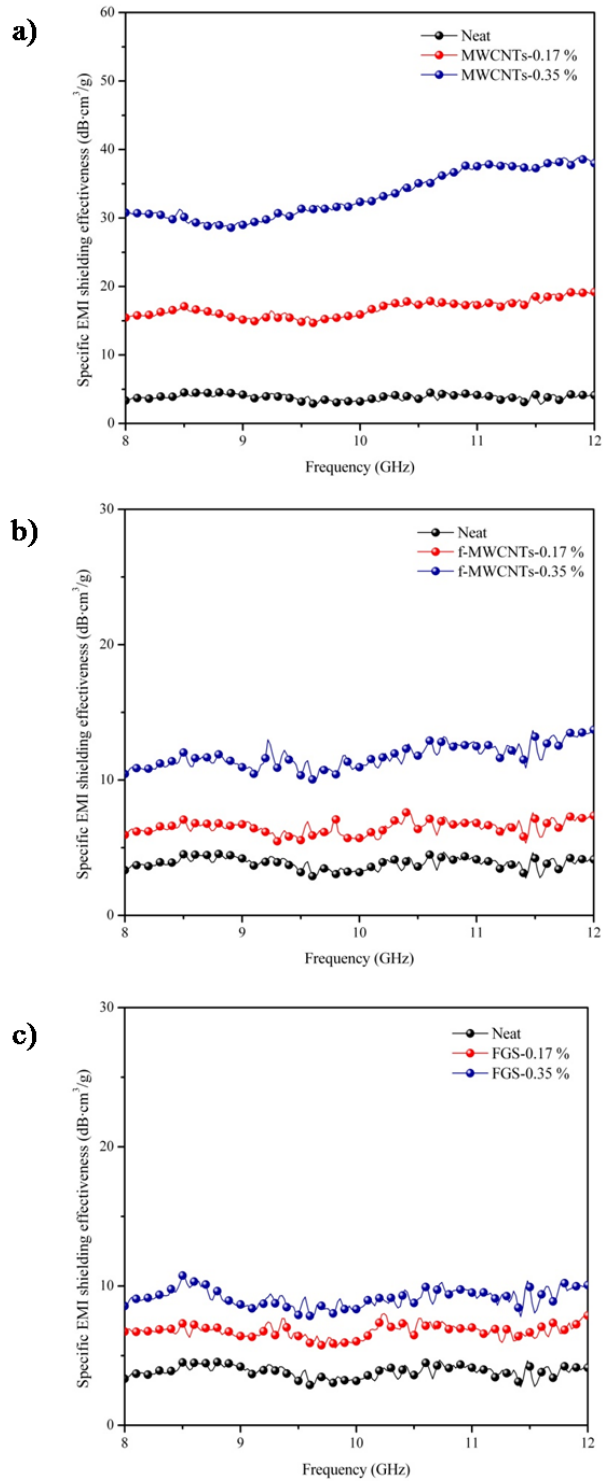 a)
Specific EMI shielding effectiveness (dB·cm³/g)
60
50
40
30
20
10
0
Neat
MWCNTs-0.17 %
MWCNTs-0.35 %
8
9
10
11
12
Frequency (GHz)
b)
Specific EMI shielding effectiveness (dB·cm³/g)
30
20
10
0
Neat
f-MWCNTs-0.17 %
f-MWCNTs-0.35 %
8
9
10
11
12
Frequency (GHz)
c)
Specific EMI shielding effectiveness (dB·cm³/g)
30
20
10
0
Neat
FGS-0.17 %
FGS-0.35 %
8
9
10
11
12
Frequency (GHz)